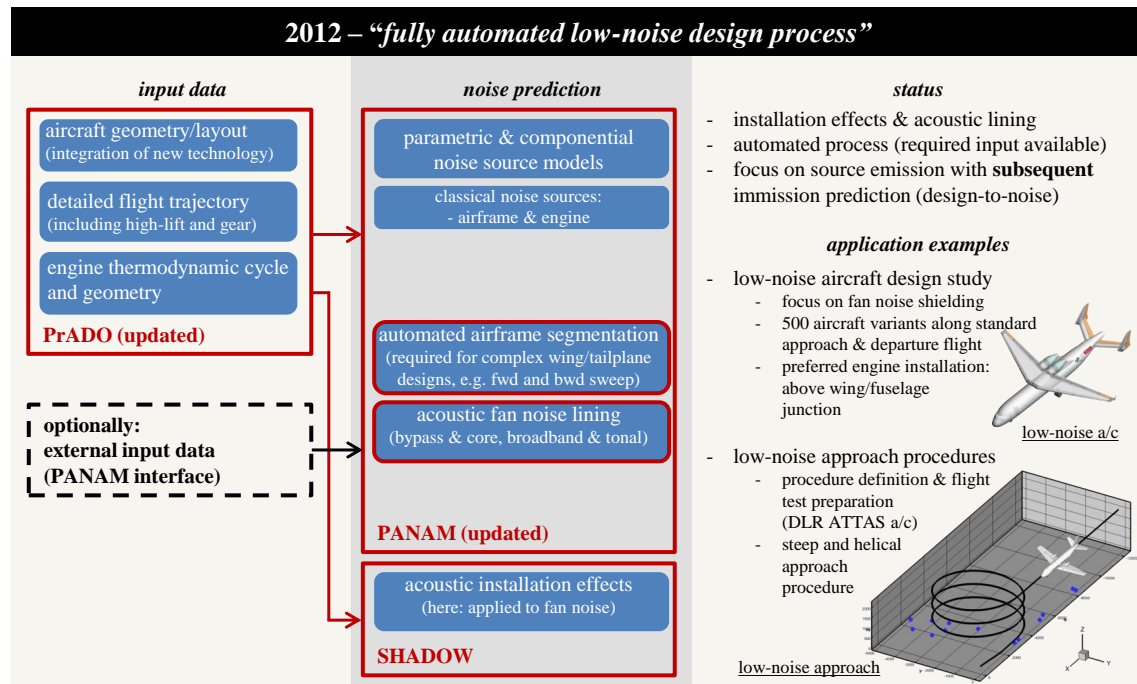 2012 – “fully automated low-noise design process”
input data
aircraft geometry/layout
(integration of new technology)
detailed flight trajectory
(including high-lift and gear)
engine thermodynamic cycle
and geometry
PrADO (updated)
optionally:
external input data
(PANAM interface)
noise prediction
parametric & componential
noise source models
classical noise sources:
- airframe & engine
automated airframe segmentation
(required for complex wing/tailplane
designs, e.g. fwd and bwd sweep)
acoustic fan noise lining
(bypass & core, broadband & tonal)
PANAM (updated)
acoustic installation effects
(here: applied to fan noise)
SHADOW
status
- installation effects & acoustic lining
- automated process (required input available)
- focus on source emission with subsequent
immission prediction (design-to-noise)
application examples
- low-noise aircraft design study
- focus on fan noise shielding
- 500 aircraft variants along standard
approach & departure flight
- preferred engine installation:
above wing/fuselage
junction
low-noise a/c
- low-noise approach procedures
- procedure definition & flight
test preparation
(DLR ATTAS a/c)
- steep and helical
approach
procedure
Z
X
Y
low-noise approach